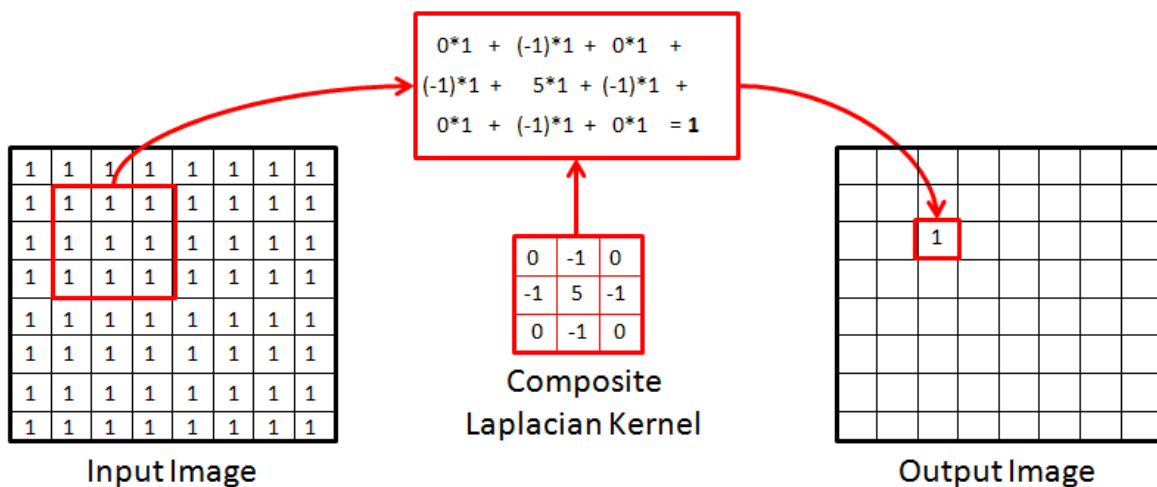 0*1 + (-1)*1 + 0*1 +
(-1)*1 + 5*1 + (-1)*1 +
0*1 + (-1)*1 + 0*1 = 1
1 1 1 1 1 1 1 1
1 1 1 1 1 1 1 1
1 1 1 1 1 1 1 1
1 1 1 1 1 1 1 1
1 1 1 1 1 1 1 1
1 1 1 1 1 1 1 1
1 1 1 1 1 1 1 1
1 1 1 1 1 1 1 1
Input Image
0 -1 0
-1 5 -1
0 -1 0
Composite
Laplacian Kernel
1
Output Image